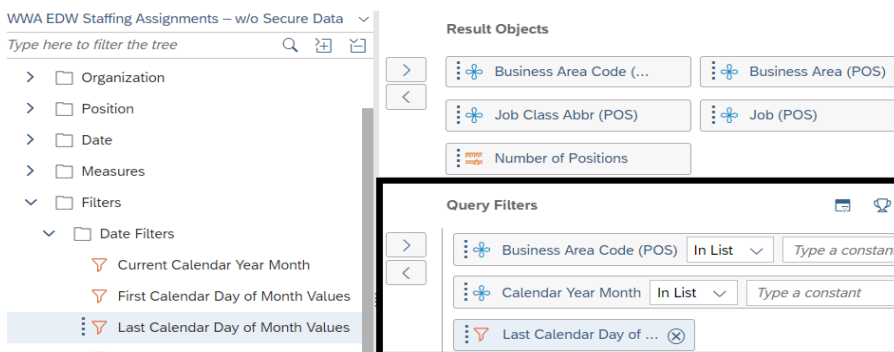 WWA EDW Staffing Assignments – w/o Secure Data
Type here to filter the tree
Organization
Position
Date
Measures
Filters
Date Filters
Current Calendar Year Month
First Calendar Day of Month Values
Last Calendar Day of Month Values
Result Objects
Business Area Code (...
Business Area (POS)
Job Class Abbr (POS)
Job (POS)
Number of Positions
Query Filters
Business Area Code (POS) In List Type a constant
Calendar Year Month In List Type a constant
Last Calendar Day of ...